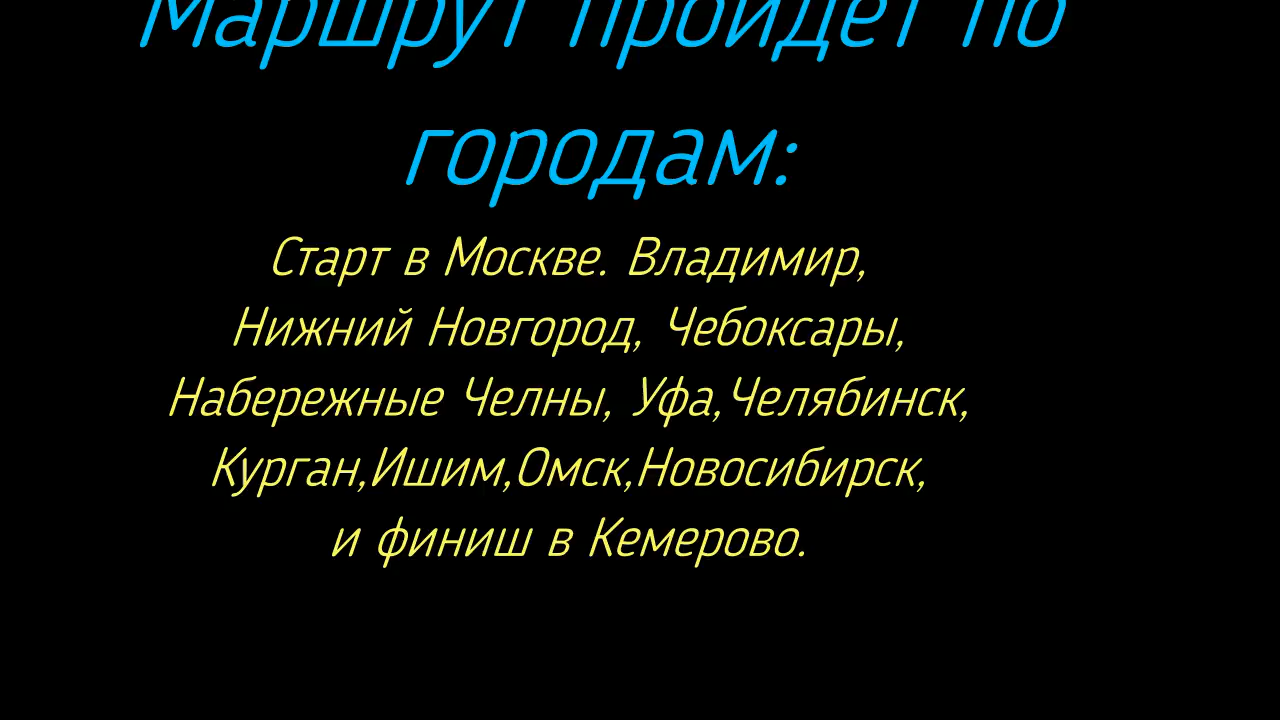 Маршрут пройдет по
городам:
Старт в Москве. Владимир,
Нижний Новгород, Чебоксары,
Набережные Челны, Уфа,Челябинск,
Курган,Ишим,Омск,Новосибирск,
и финиш в Кемерово.